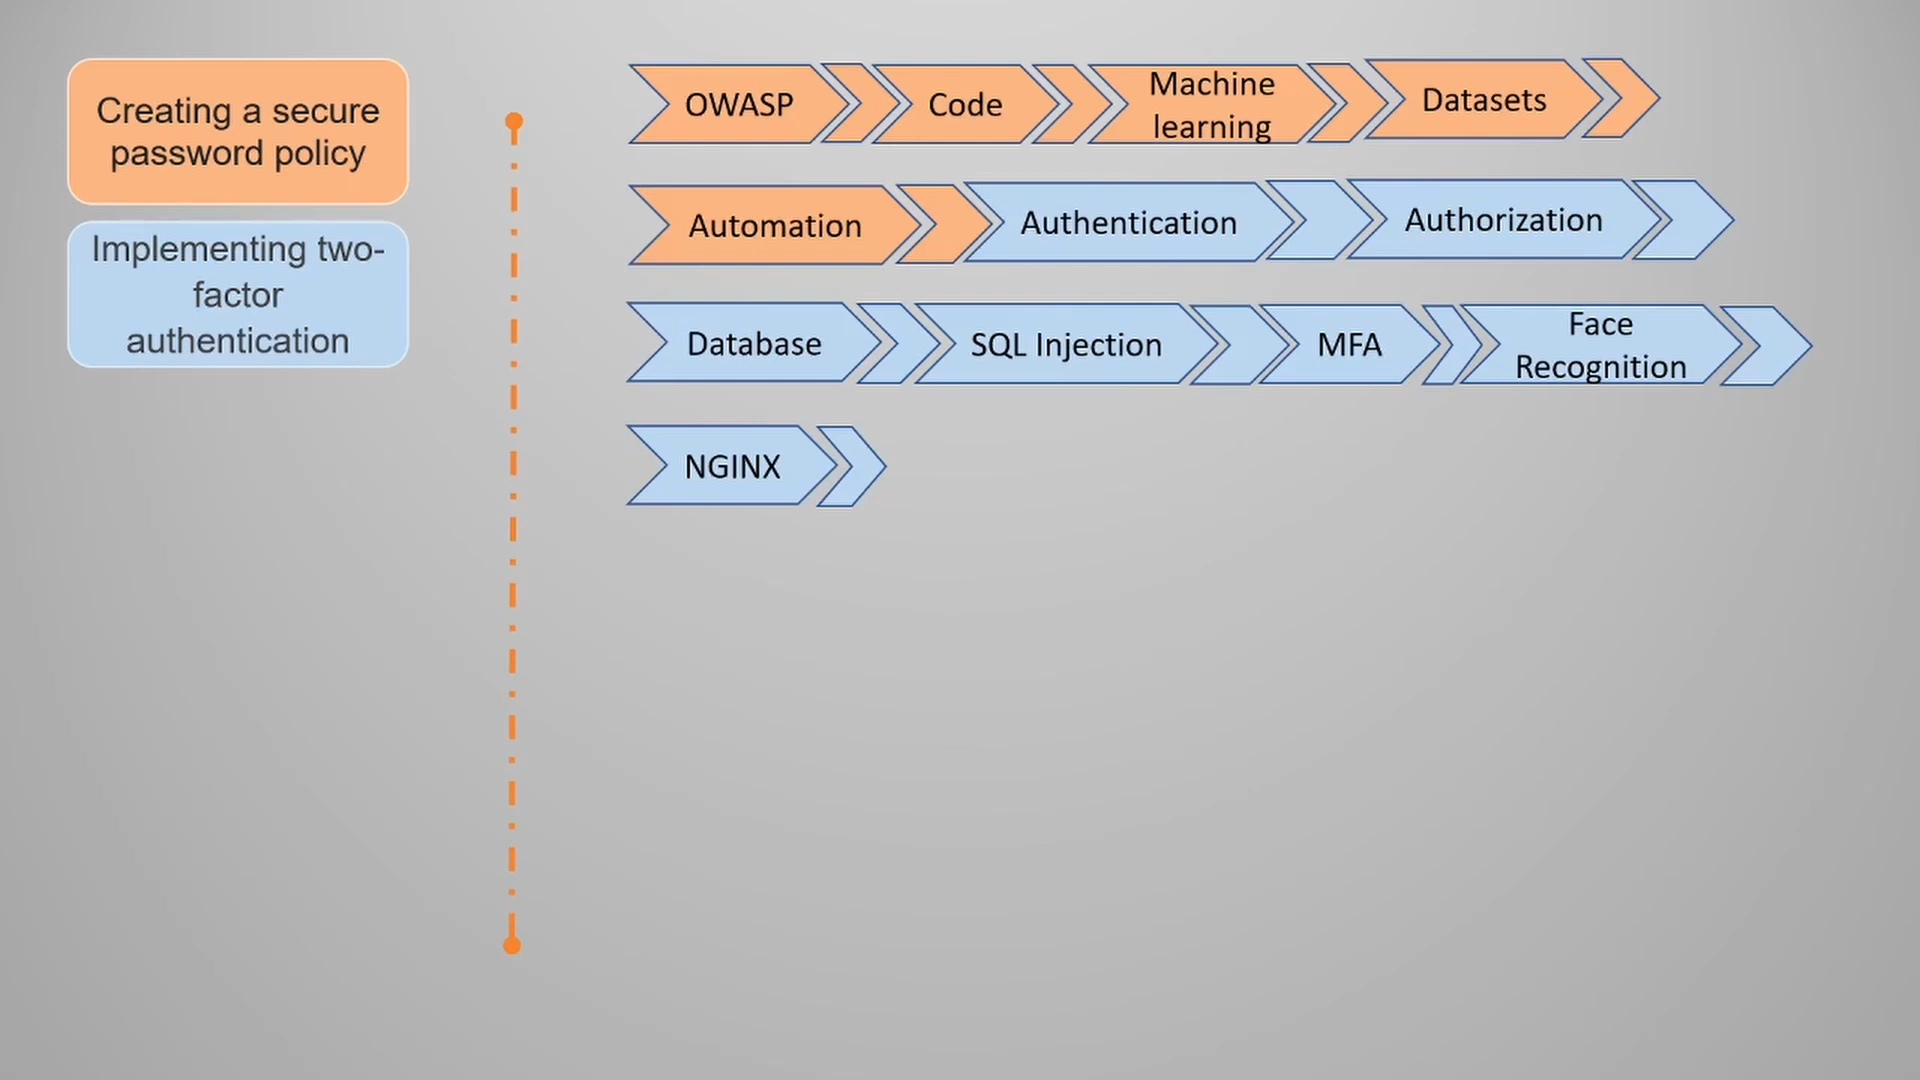 Creating a secure
password policy
Implementing two-
factor
authentication
OWASP
Code
Machine
learning
Datasets
Automation
Authentication
Authorization
Database
SQL Injection
MFA
Face
Recognition
NGINX